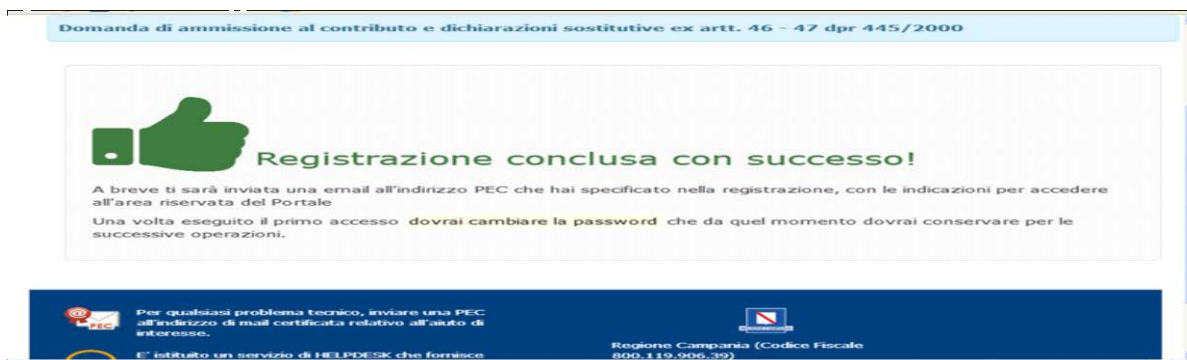 Domanda di ammissione al contributo e dichiarazioni sostitutive ex artt. 46 - 47 dpr 445/2000
Registrazione conclusa con successo!
A breve ti sarà inviata una email all'indirizzo PEC che hai specificato nella registrazione, con le indicazioni per accedere
all'area riservata del Portale
Una volta eseguito il primo accesso dovrai cambiare la password che da quel momento dovrai conservare per le
successive operazioni.
PEC
Per qualsiasi problema tecnico, inviare una PEC
all'indirizzo di mail certificata relativo all'aiuto di
interesse.
E' istituito un servizio di HELPDESK che fornisce
Regione Campania (Codice Fiscale
800.119.906.39)